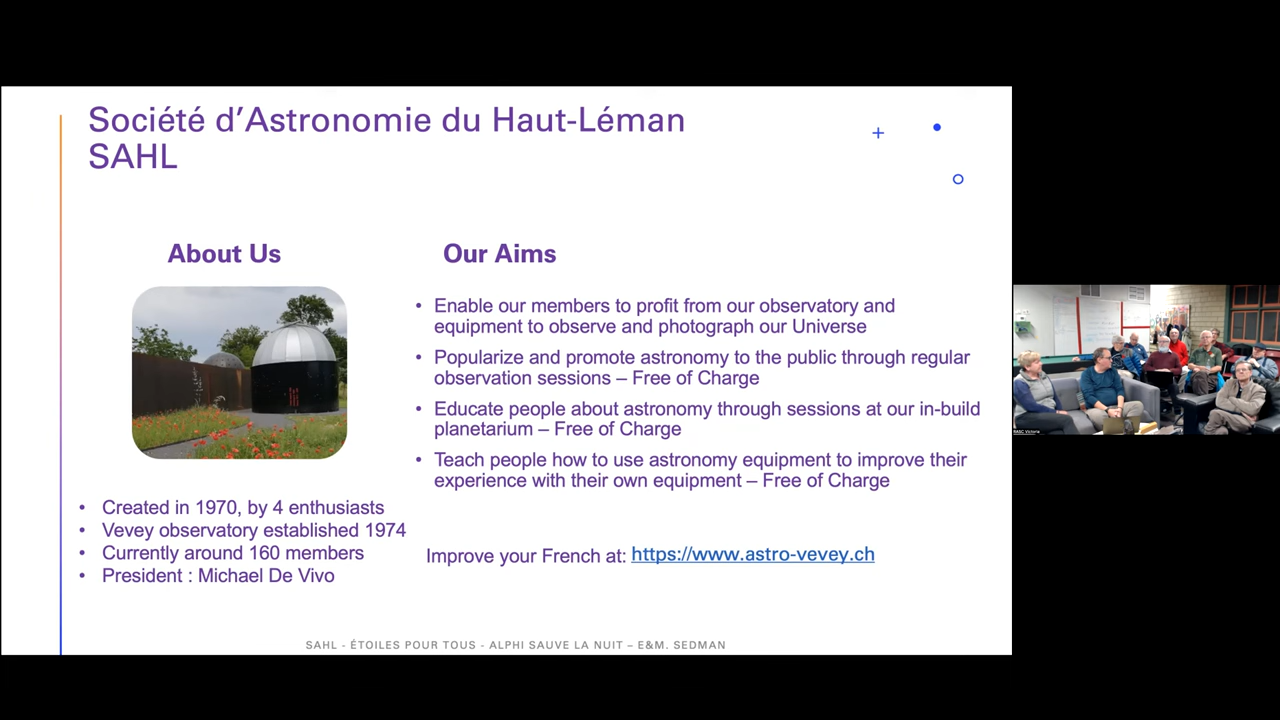 Société d’Astronomie du Haut-Léman
SAHL
About Us
• Created in 1970, by 4 enthusiasts
• Vevey observatory established 1974
• Currently around 160 members
• President : Michael De Vivo
Our Aims
• Enable our members to profit from our observatory and
equipment to observe and photograph our Universe
• Popularize and promote astronomy to the public through regular
observation sessions – Free of Charge
• Educate people about astronomy through sessions at our in-build
planetarium – Free of Charge
• Teach people how to use astronomy equipment to improve their
experience with their own equipment – Free of Charge
Improve your French at: https://www.astro-vevey.ch
SAHL - ÉTOILES POUR TOUS - ALPHI SAUVE LA NUIT – E&M. SEDMAN
RASC Victoria